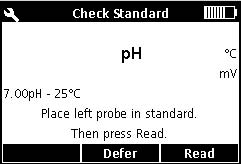 Check Standard
pH
°C
mV
7.00pH - 25°C
Place left probe in standard.
Then press Read.
Defer Read